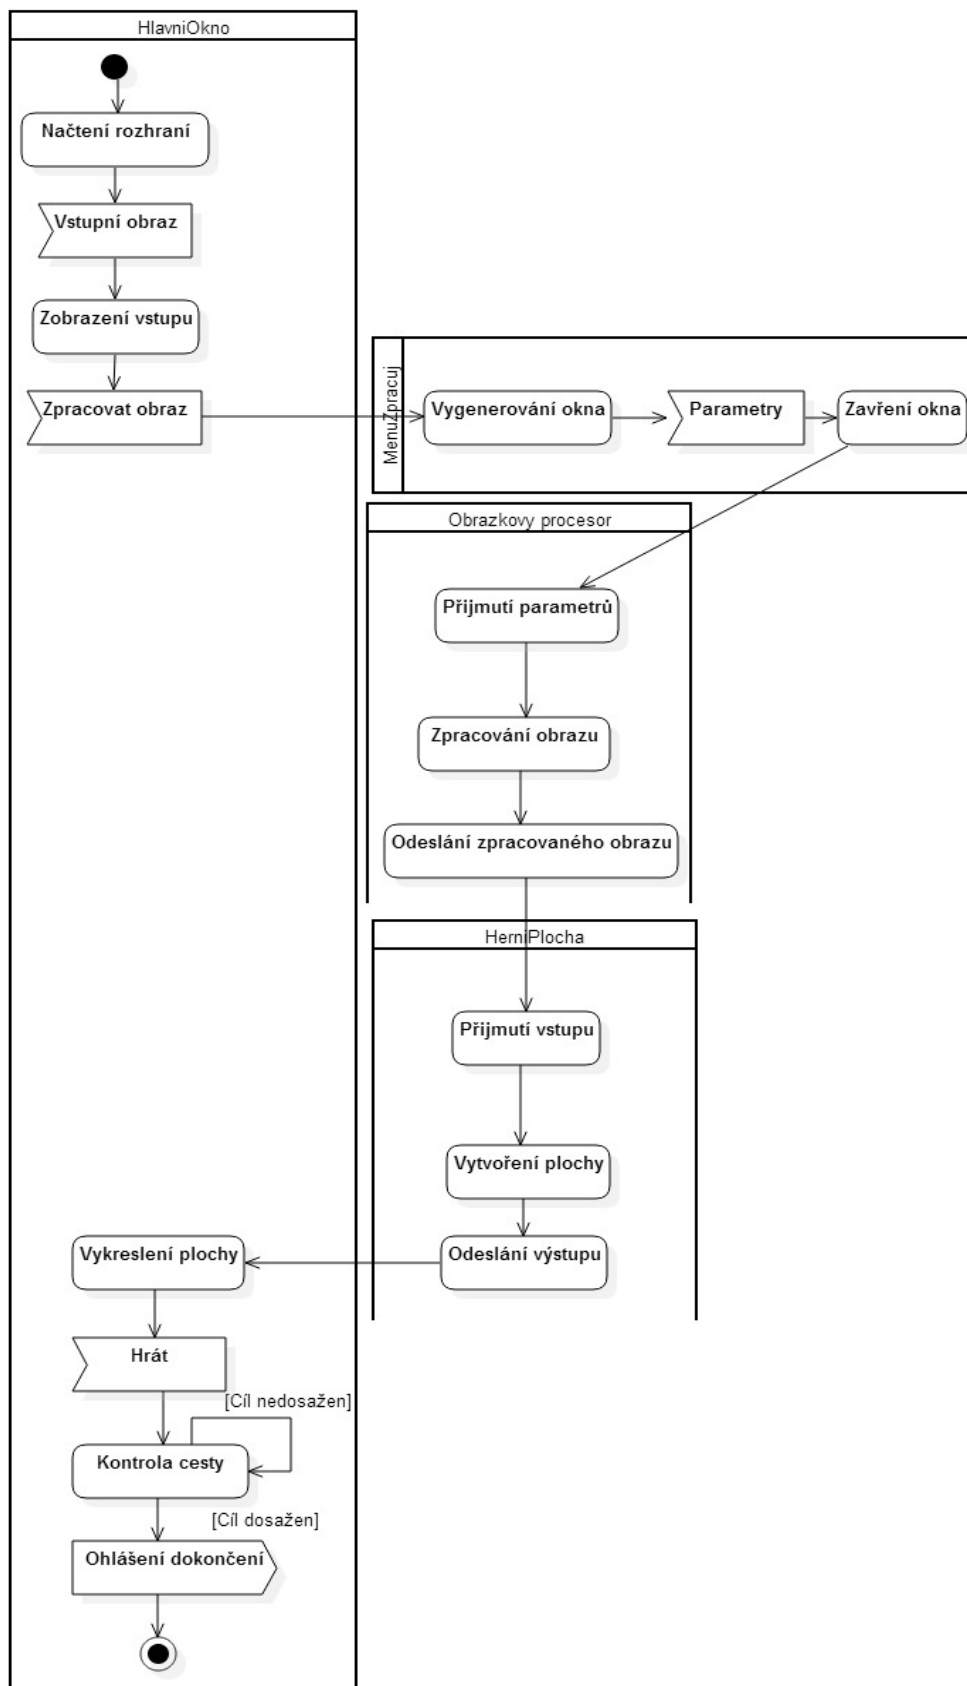 HlavniOkno
Načtení rozhraní
Vstupní obraz
Zobrazení vstupu
Zpracovat obraz
MenuZpracuj
Vygenerování okna
Parametry
Zavření okna
Obrazkovy procesor
Přijmutí parametrů
Zpracování obrazu
Odeslání zpracovaného obrazu
HerniPlocha
Přijmutí vstupu
Vytvoření plochy
Odeslání výstupu
Vykreslení plochy
Hrát
[Cíl nedosažen]
Kontrola cesty
[Cíl dosažen]
Ohlášení dokončení